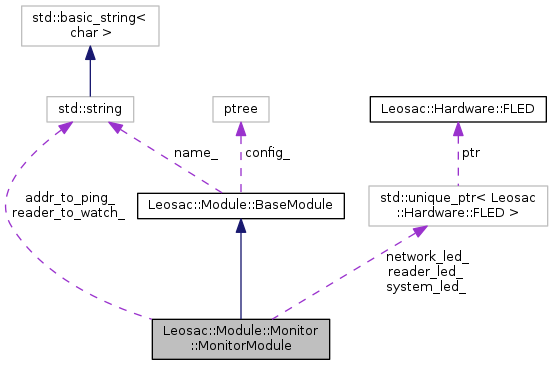 std::basic_string<
char >
std::string
ptree
Leosac::Hardware::FLED
name_
config_
ptr
addr_to_ping_
reader_to_watch_
Leosac::Module::BaseModule
std::unique_ptr< Leosac
::Hardware::FLED >
network_led_
reader_led_
system_led_
Leosac::Module::Monitor
::MonitorModule